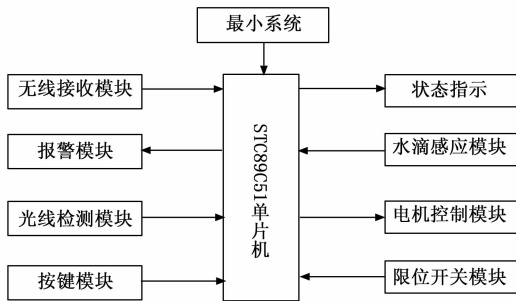 最小系统
无线接收模块
报警模块
光线检测模块
按键模块
STC89C51单片机
状态指示
水滴感应模块
电机控制模块
限位开关模块